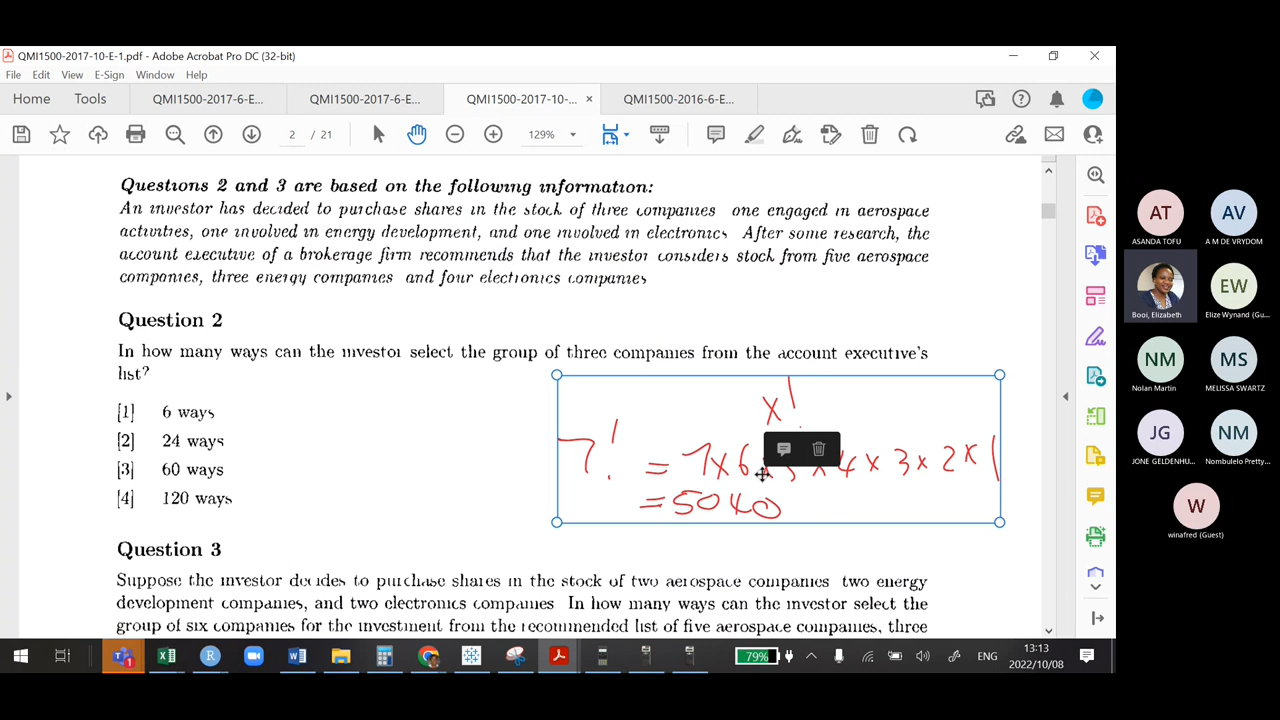 QMI1500-2017-10-E-1.pdf - Adobe Acrobat Pro DC (32-bit)
File Edit View E-Sign Window Help
Home Tools QMI1500-2017-6-E... QMI1500-2017-6-E... QMI1500-2017-10-... × QMI1500-2016-6-E...
2 / 21 129%
Questions 2 and 3 are based on the following information:
An investor has decided to purchase shares in the stock of three companies one engaged in aerospace
activities, one involved in energy development, and one involved in electronics After some research, the
account executive of a brokerage firm recommends that the investor considers stock from five aerospace
companies, three energy companies and four electronics companies
Question 2
In how many ways can the investor select the group of three companies from the account executive's
list?
[1] 6 ways
[2] 24 ways
[3] 60 ways
[4] 120 ways
x!
7! = 7x6 x 4 x 3 x 2 x 1
= 5040
Question 3
Suppose the investor decides to purchase shares in the stock of two aerospace companies two energy
development companies, and two electronics companies In how many ways can the investor select the
group of six companies for the investment from the recommended list of five aerospace companies, three
AT AV
ASANDA TOFU A M DE VRYDOM
EW
Booi, Elizabeth Elize Wynand (Gu...
NM MS
Nolan Martin MELISSA SWARTZ
JG NM
JONE GELDENHU... Nombulelo Pretty...
W
winafred (Guest)
79% ENG 13:13
2022/10/08